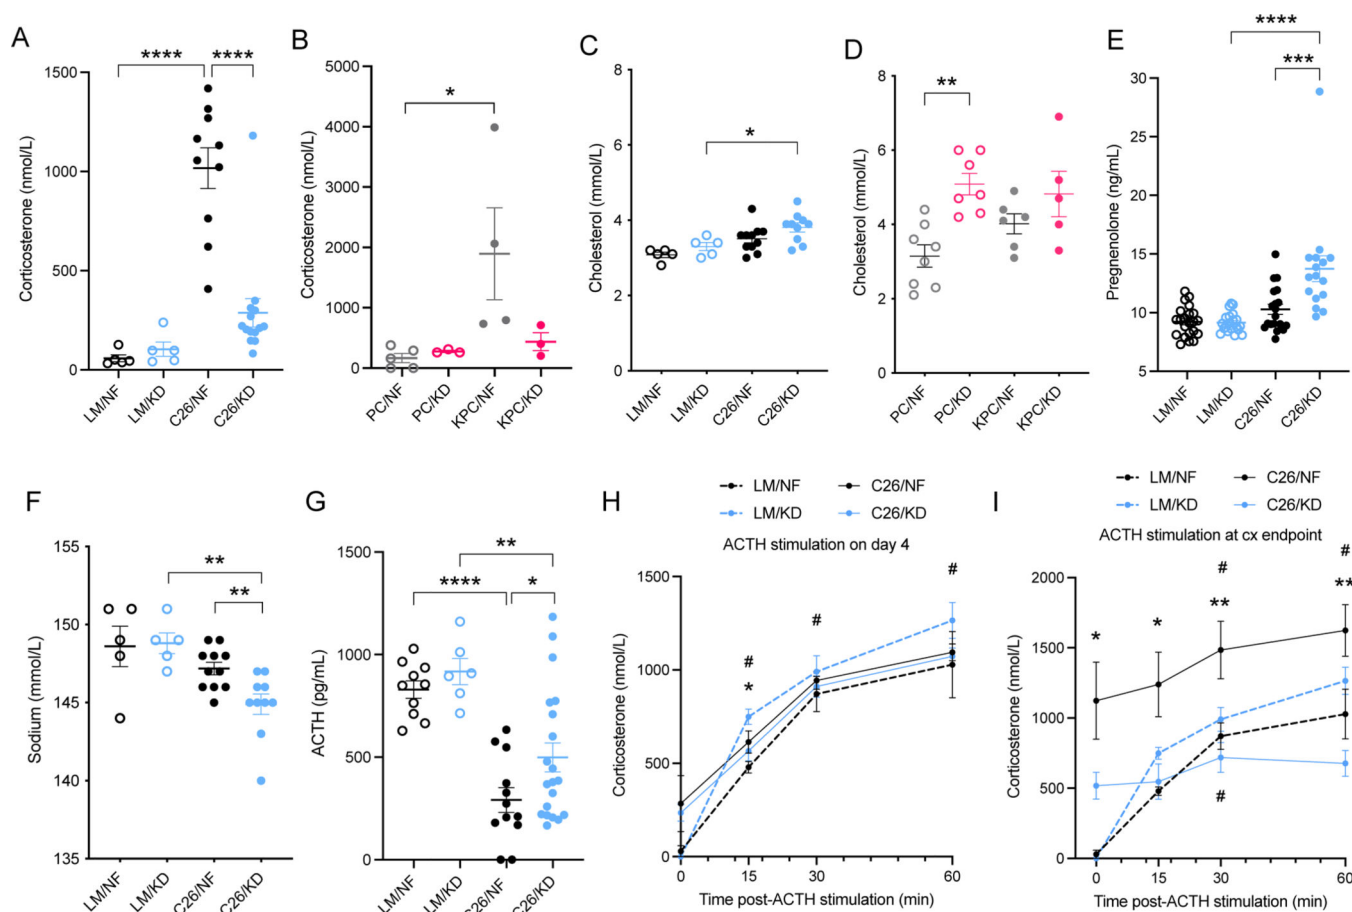 A
Corticosterone (nmol/L)
1500
1000
500
0
****
****
LM/NF
LM/KD
C26/NF
C26/KD
B
Corticosterone (nmol/L)
5000
4000
3000
2000
1000
0
*
PC/NF
PC/KD
KPC/NF
KPC/KD
C
Cholesterol (mmol/L)
8
6
4
2
0
*
LM/NF
LM/KD
C26/NF
C26/KD
D
Cholesterol (mmol/L)
8
6
4
2
0
**
PC/NF
PC/KD
KPC/NF
KPC/KD
E
Pregnenolone (ng/mL)
30
25
20
15
10
5
****
***
LM/NF
LM/KD
C26/NF
C26/KD
F
Sodium (mmol/L)
155
150
145
140
135
**
**
LM/NF
LM/KD
C26/NF
C26/KD
G
ACTH (pg/mL)
1500
1000
500
0
**
****
*
LM/NF
LM/KD
C26/NF
C26/KD
H
LM/NF
C26/NF
LM/KD
C26/KD
ACTH stimulation on day 4
Corticosterone (nmol/L)
1500
1000
500
0
#
*
#
#
0
15
30
60
Time post-ACTH stimulation (min)
I
LM/NF
C26/NF
LM/KD
C26/KD
ACTH stimulation at cx endpoint
Corticosterone (nmol/L)
2000
1500
1000
500
0
*
*
#
**
#
#
**
0
15
30
60
Time post-ACTH stimulation (min)